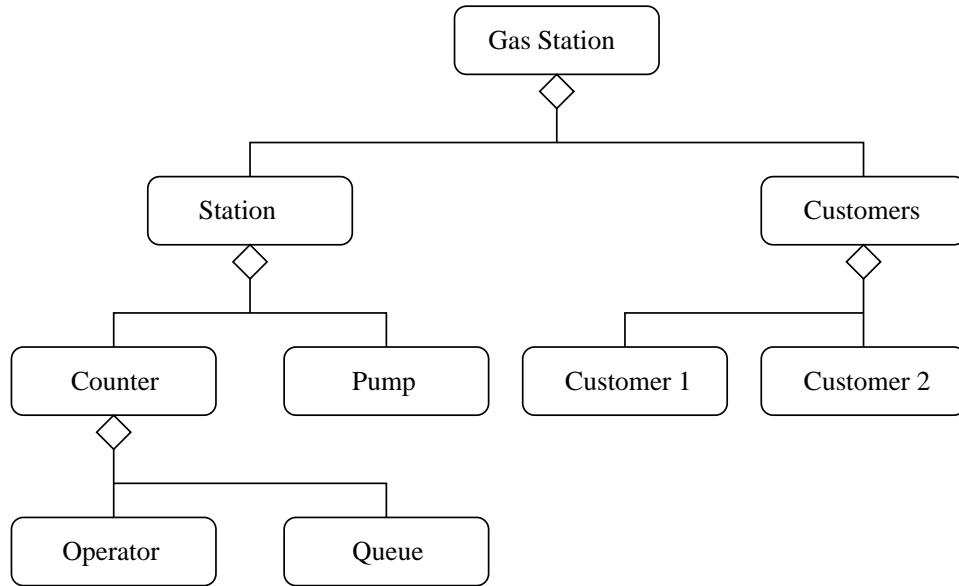 Gas Station
Station
Customers
Counter
Pump
Customer 1
Customer 2
Operator
Queue